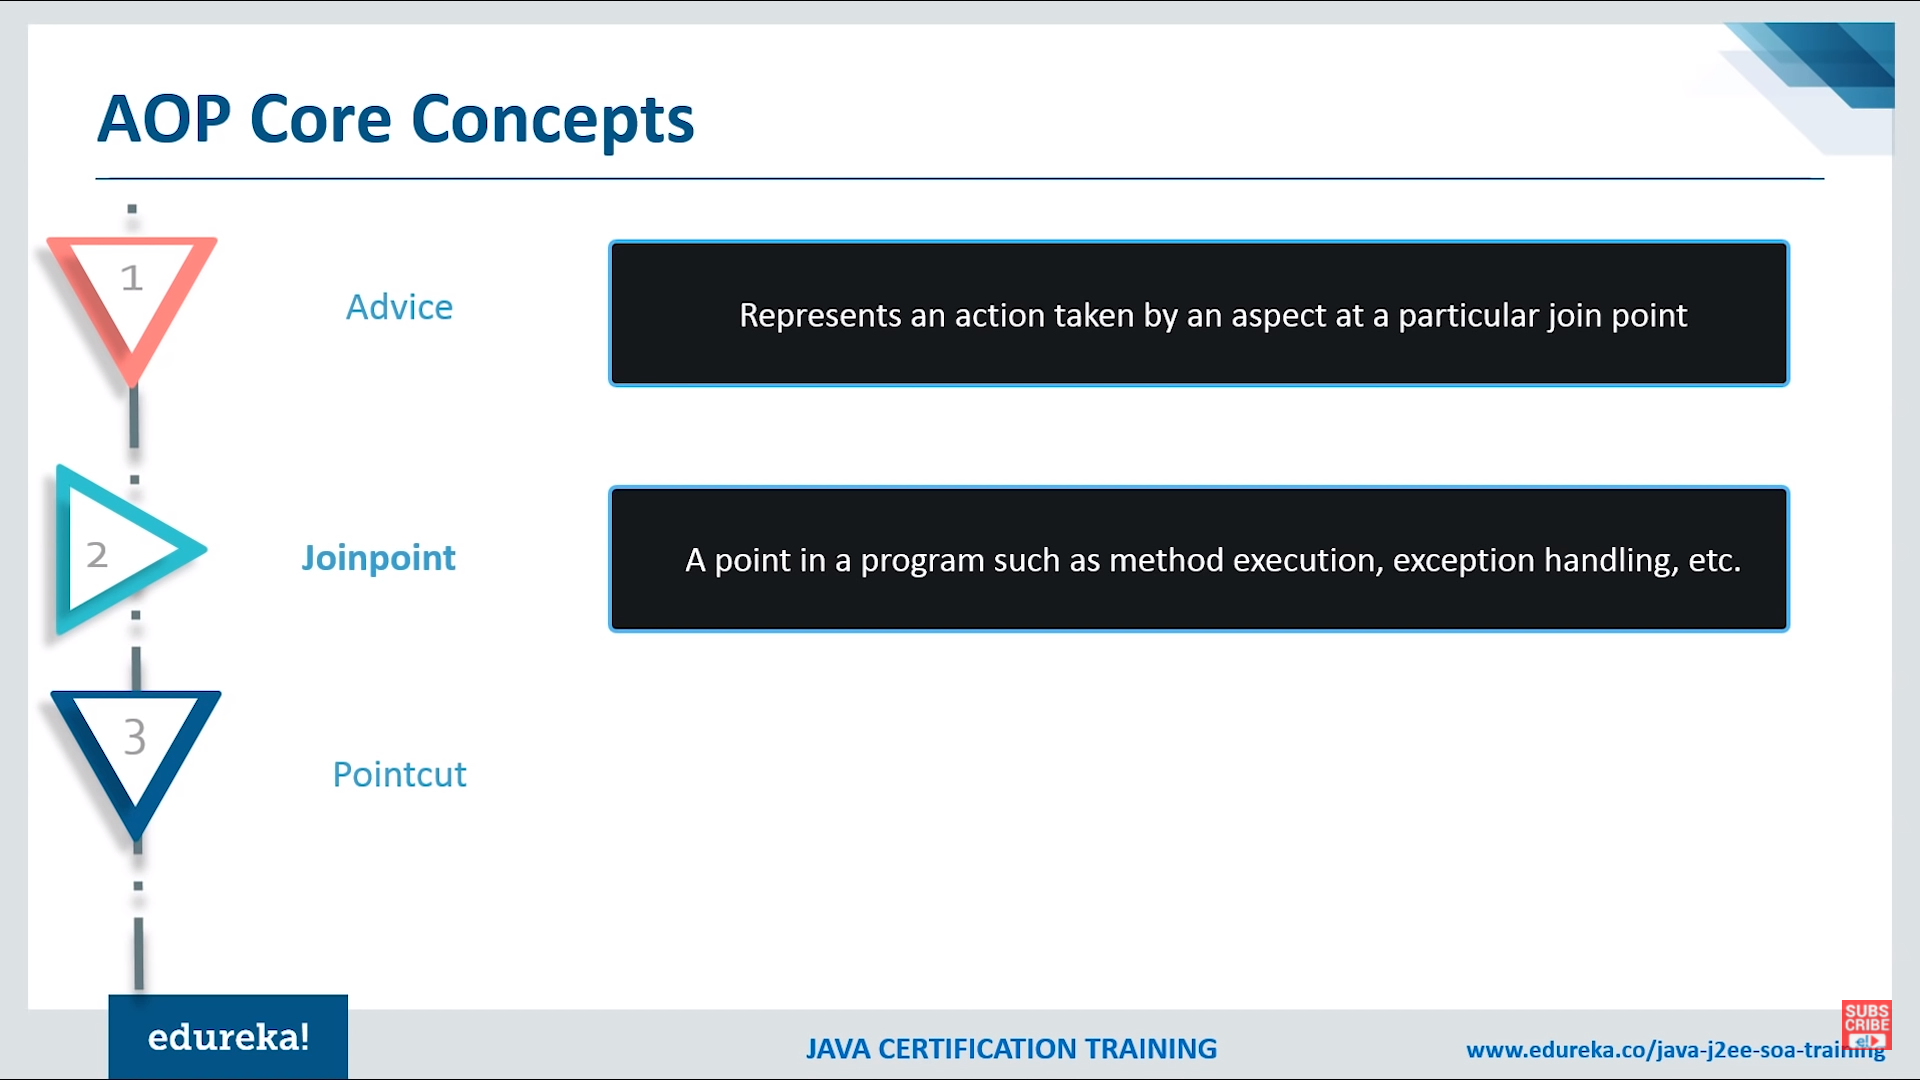 AOP Core Concepts
1
Advice
Represents an action taken by an aspect at a particular join point
2
Joinpoint
A point in a program such as method execution, exception handling, etc.
3
Pointcut
edureka!
JAVA CERTIFICATION TRAINING
www.edureka.co/java-j2ee-soa-training
SUBS
CRIBE
e!